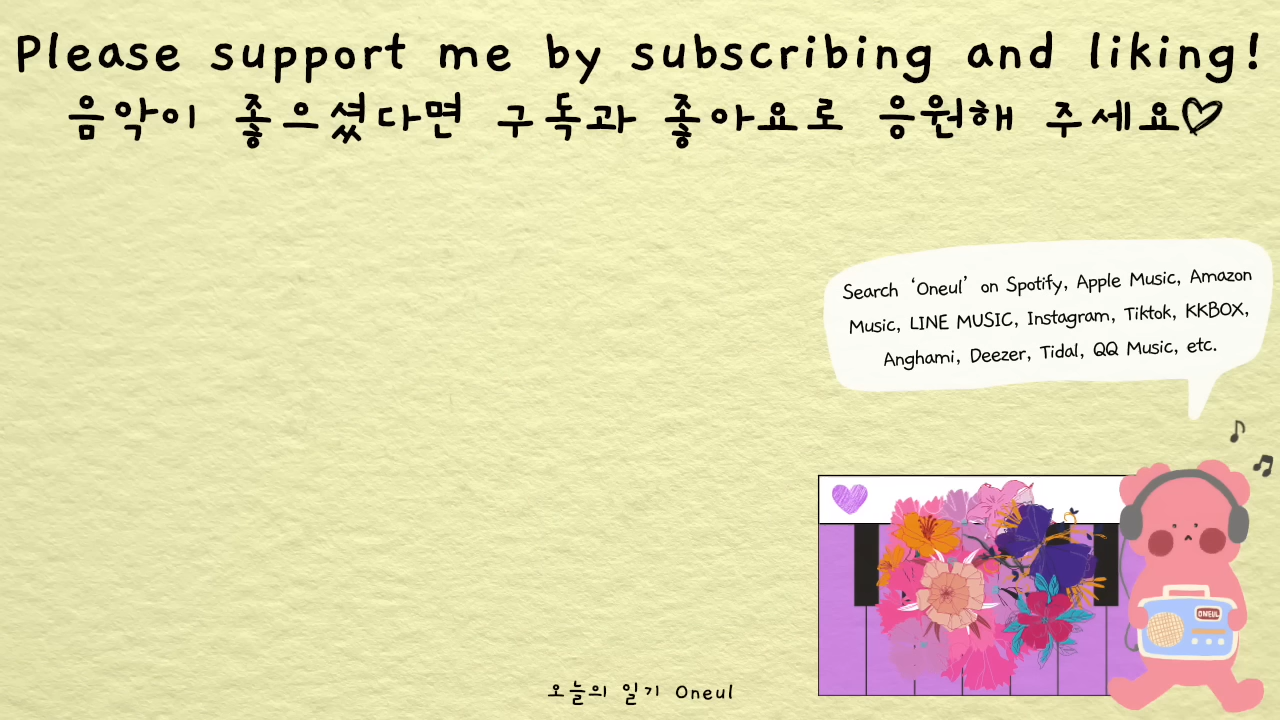 Please support me by subscribing and liking!
음악이 좋으셨다면 구독과 좋아요로 응원해 주세요♡
Search ‘Oneul’ on Spotify, Apple Music, Amazon
Music, LINE MUSIC, Instagram, Tiktok, KKBOX,
Anghami, Deezer, Tidal, QQ Music, etc.
ONEUL
오늘의 일기 Oneul